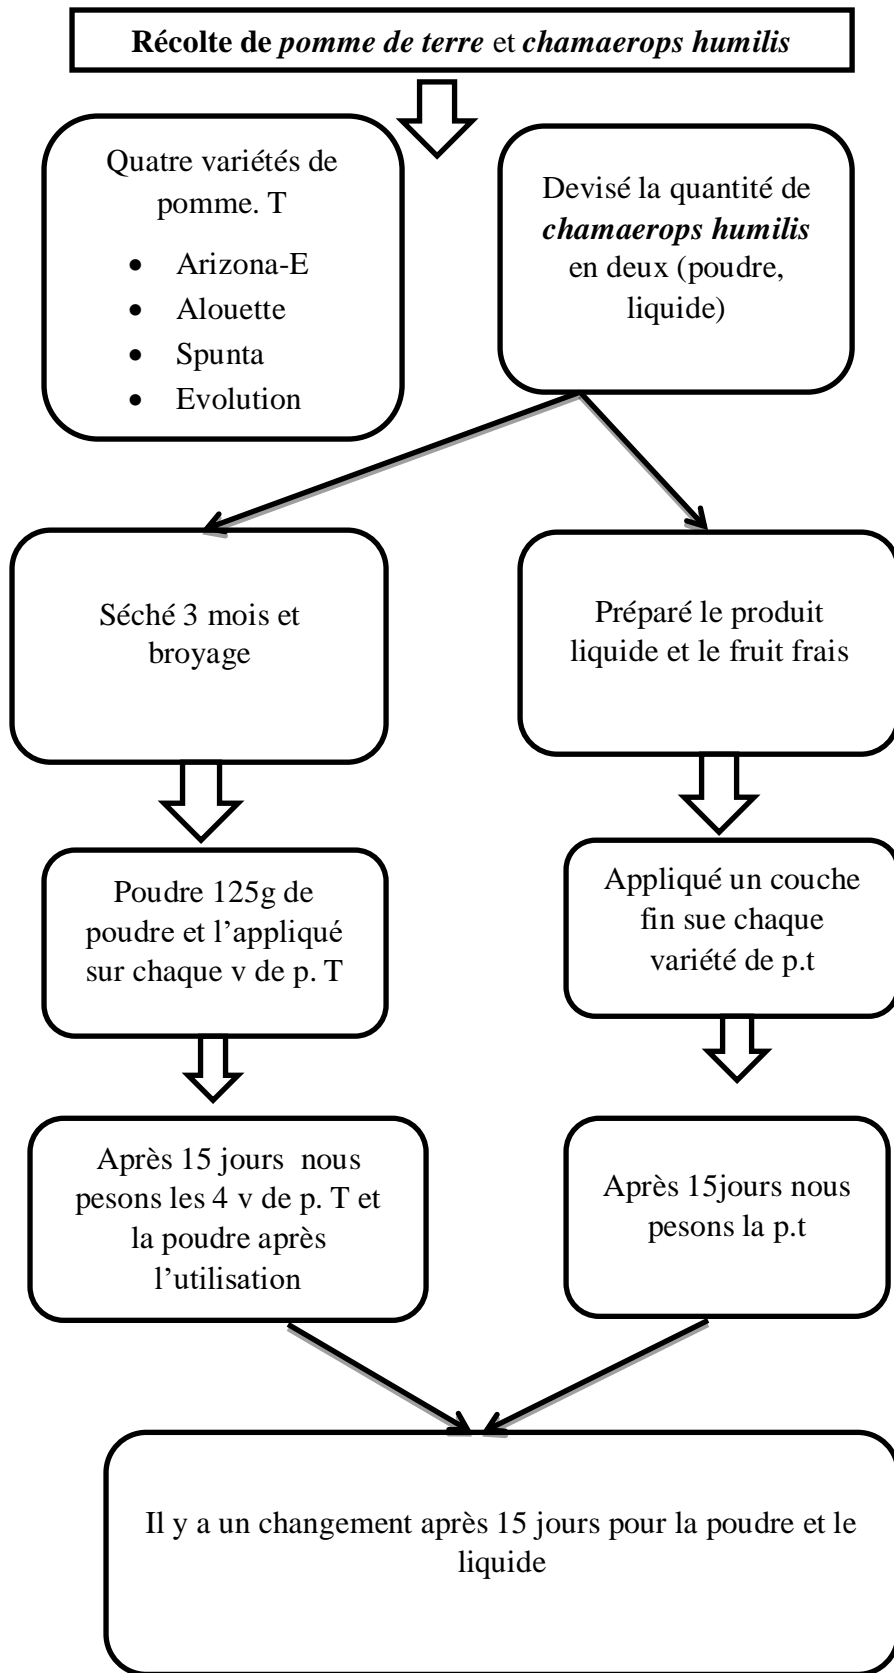 Récolte de pomme de terre et chamaerops humilis
Quatre variétés de
pomme. T
• Arizona-E
• Alouette
• Spunta
• Evolution
Devisé la quantité de
chamaerops humilis
en deux (poudre,
liquide)
Séché 3 mois et
broyage
Préparé le produit
liquide et le fruit frais
Poudre 125g de
poudre et l’appliqué
sur chaque v de p. T
Appliqué un couche
fin sue chaque
variété de p.t
Après 15 jours nous
pesons les 4 v de p. T et
la poudre après
l’utilisation
Après 15jours nous
pesons la p.t
Il y a un changement après 15 jours pour la poudre et le
liquide